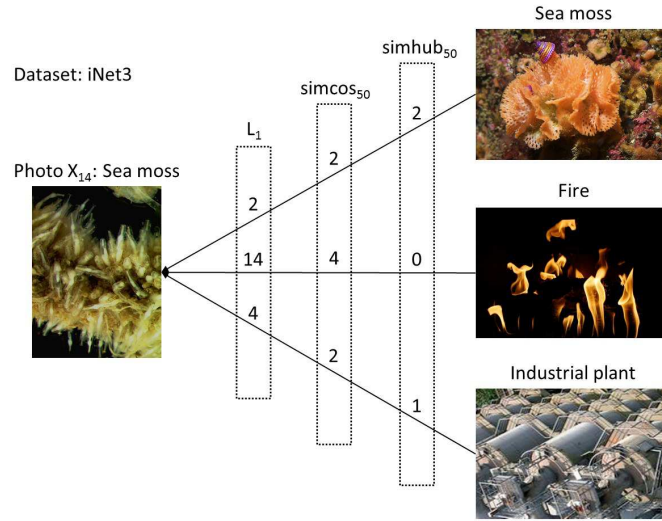 Sea moss
simhub50
Dataset: iNet3
simcos50
L1
2
2
Photo X14: Sea moss
2
Fire
14
4
0
4
2
Industrial plant
1